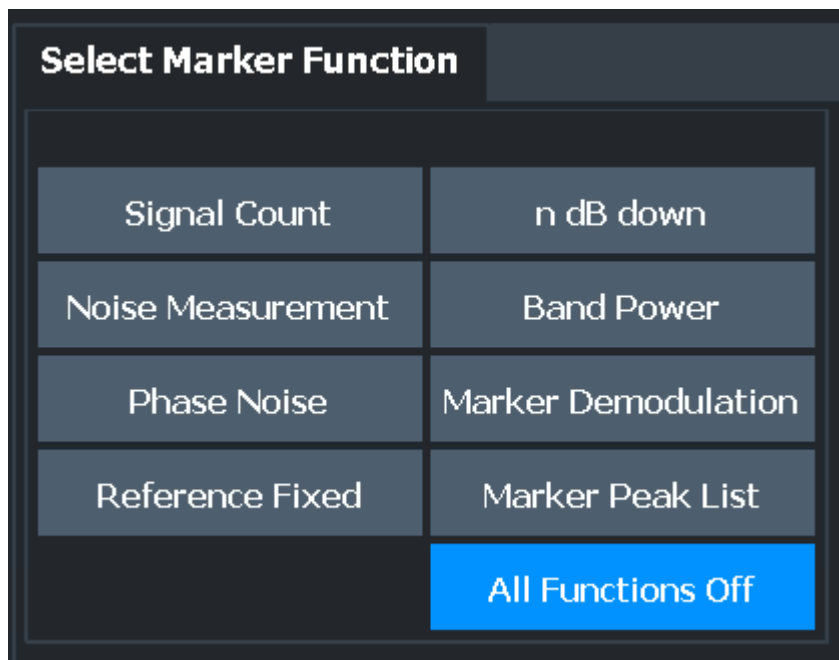 Select Marker Function
Signal Count
n dB down
Noise Measurement
Band Power
Phase Noise
Marker Demodulation
Reference Fixed
Marker Peak List
All Functions Off